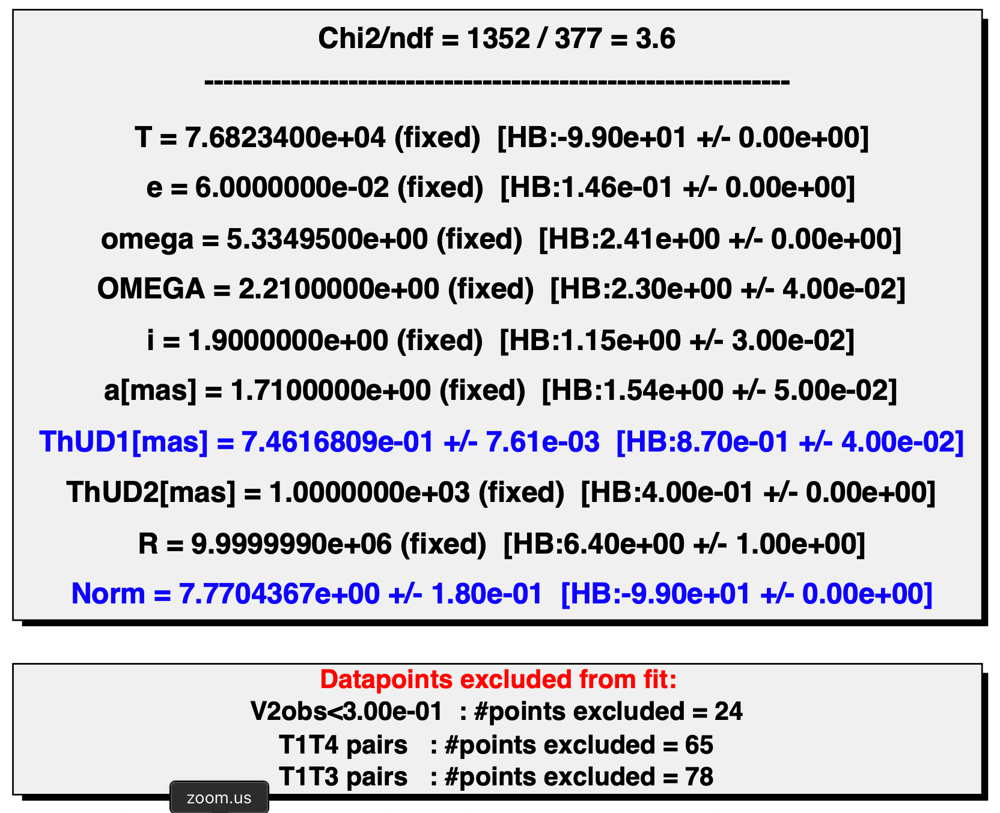 Chi2/ndf = 1352 / 377 = 3.6
-------------------------------------------------------------
T = 7.6823400e+04 (fixed) [HB:-9.90e+01 +/- 0.00e+00]
e = 6.0000000e-02 (fixed) [HB:1.46e-01 +/- 0.00e+00]
omega = 5.3349500e+00 (fixed) [HB:2.41e+00 +/- 0.00e+00]
OMEGA = 2.2100000e+00 (fixed) [HB:2.30e+00 +/- 4.00e-02]
i = 1.9000000e+00 (fixed) [HB:1.15e+00 +/- 3.00e-02]
a[mas] = 1.7100000e+00 (fixed) [HB:1.54e+00 +/- 5.00e-02]
ThUD1[mas] = 7.4616809e-01 +/- 7.61e-03 [HB:8.70e-01 +/- 4.00e-02]
ThUD2[mas] = 1.0000000e+03 (fixed) [HB:4.00e-01 +/- 0.00e+00]
R = 9.9999990e+06 (fixed) [HB:6.40e+00 +/- 1.00e+00]
Norm = 7.7704367e+00 +/- 1.80e-01 [HB:-9.90e+01 +/- 0.00e+00]
Datapoints excluded from fit:
V2obs<3.00e-01 : #points excluded = 24
T1T4 pairs : #points excluded = 65
T1T3 pairs : #points excluded = 78
zoom.us